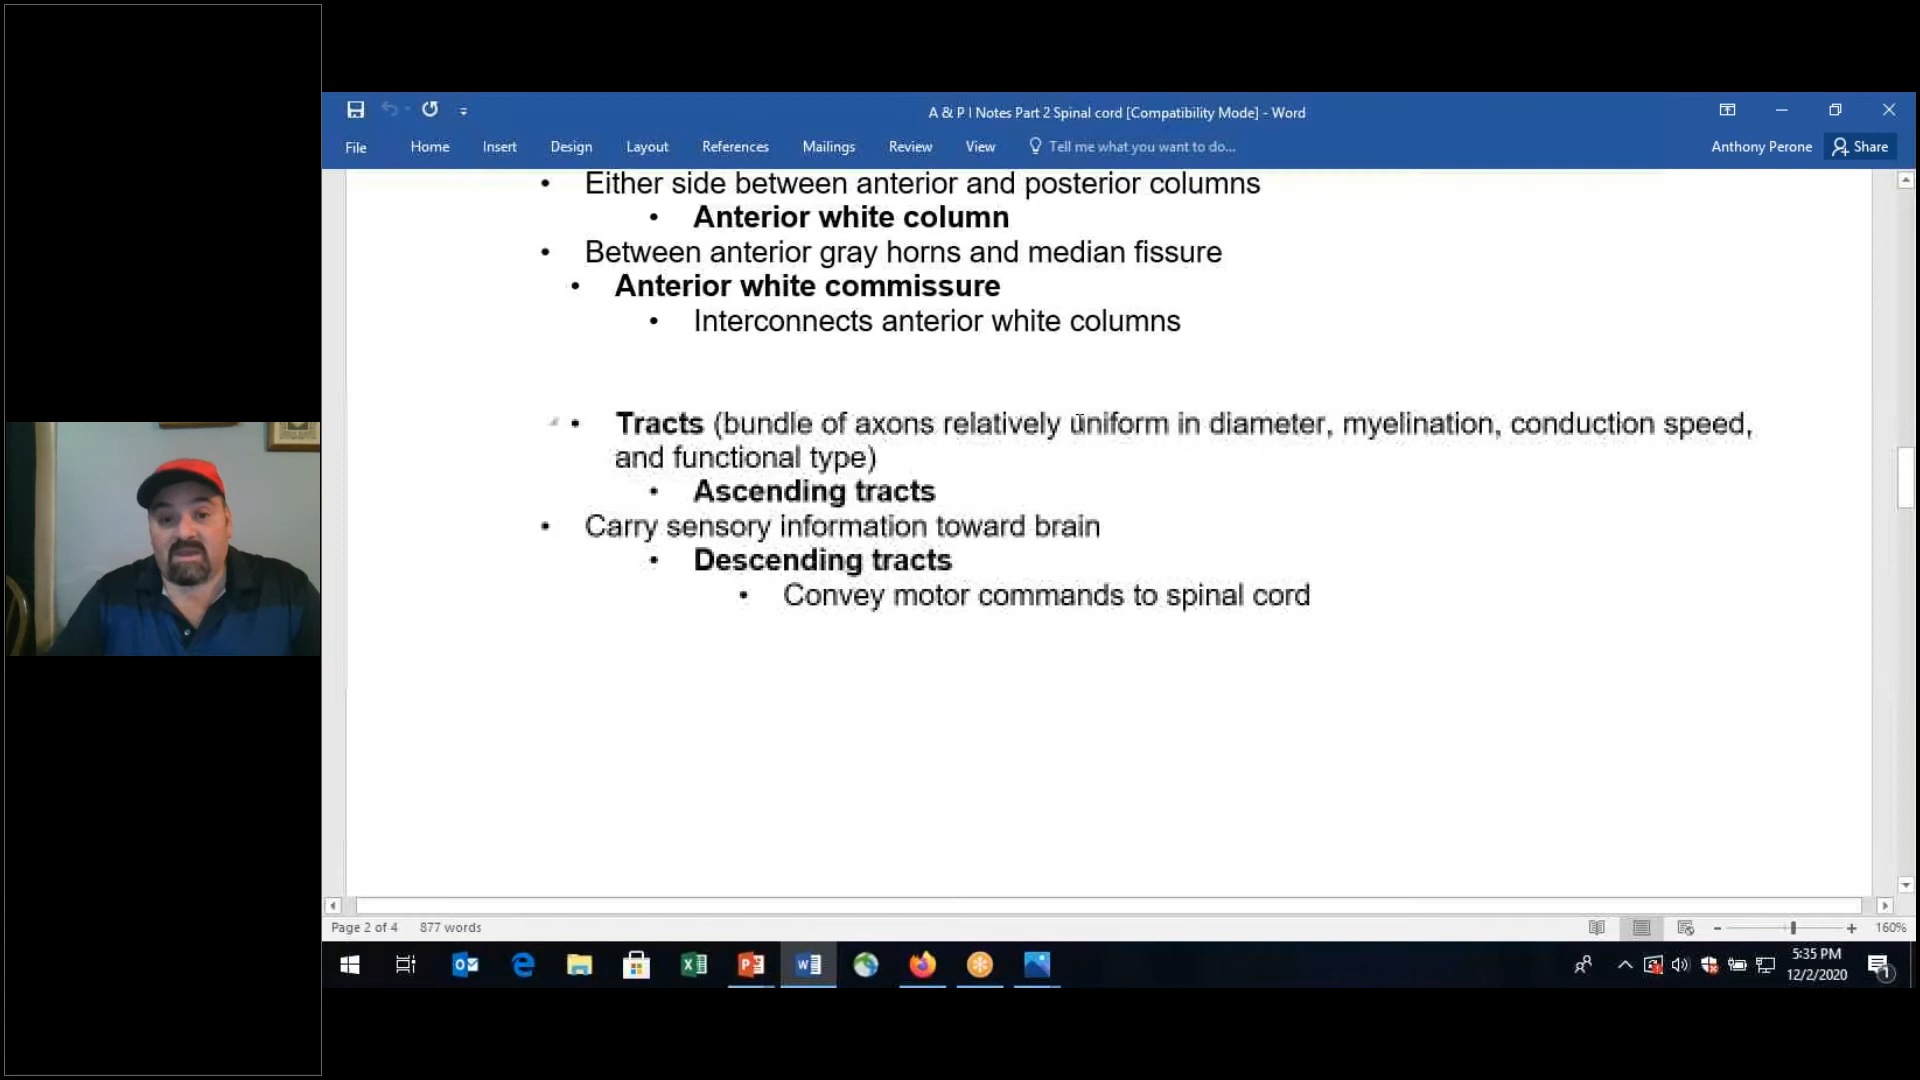 A & P I Notes Part 2 Spinal cord [Compatibility Mode] - Word
File Home Insert Design Layout References Mailings Review View Tell me what you want to do... Anthony Perone Share
• Either side between anterior and posterior columns
• Anterior white column
• Between anterior gray horns and median fissure
• Anterior white commissure
• Interconnects anterior white columns
• Tracts (bundle of axons relatively uniform in diameter, myelination, conduction speed,
and functional type)
• Ascending tracts
• Carry sensory information toward brain
• Descending tracts
• Convey motor commands to spinal cord
Page 2 of 4 877 words 160%
5:35 PM
12/2/2020